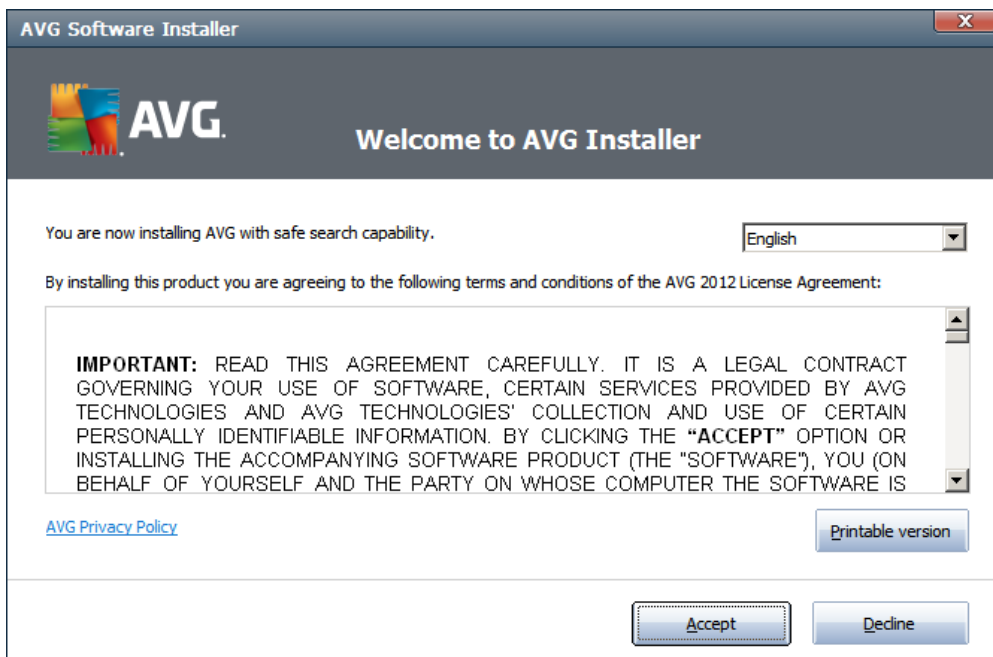 AVG Software Installer
AVG.
Welcome to AVG Installer
You are now installing AVG with safe search capability.
English
By installing this product you are agreeing to the following terms and conditions of the AVG 2012 License Agreement:
IMPORTANT: READ THIS AGREEMENT CAREFULLY. IT IS A LEGAL CONTRACT
GOVERNING YOUR USE OF SOFTWARE, CERTAIN SERVICES PROVIDED BY AVG
TECHNOLOGIES AND AVG TECHNOLOGIES' COLLECTION AND USE OF CERTAIN
PERSONALLY IDENTIFIABLE INFORMATION. BY CLICKING THE “ACCEPT” OPTION OR
INSTALLING THE ACCOMPANYING SOFTWARE PRODUCT (THE "SOFTWARE"), YOU (ON
BEHALF OF YOURSELF AND THE PARTY ON WHOSE COMPUTER THE SOFTWARE IS
AVG Privacy Policy
Printable version
Accept
Decline